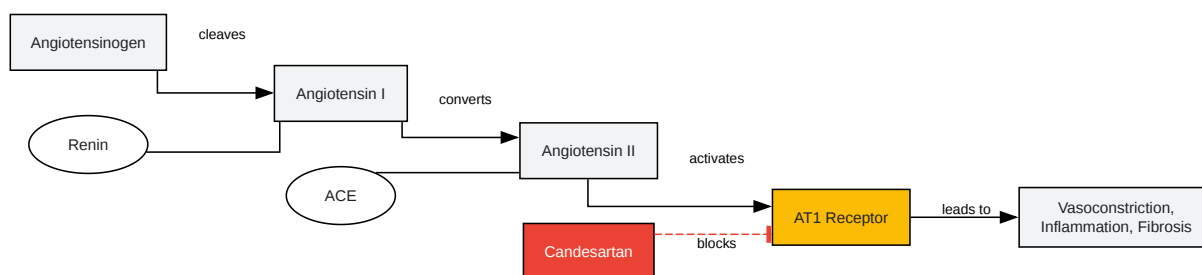 Angiotensinogen
cleaves
Angiotensin I
Renin
converts
Angiotensin II
ACE
activates
AT1 Receptor
leads to
Vasoconstriction,
Inflammation, Fibrosis
Candesartan
blocks